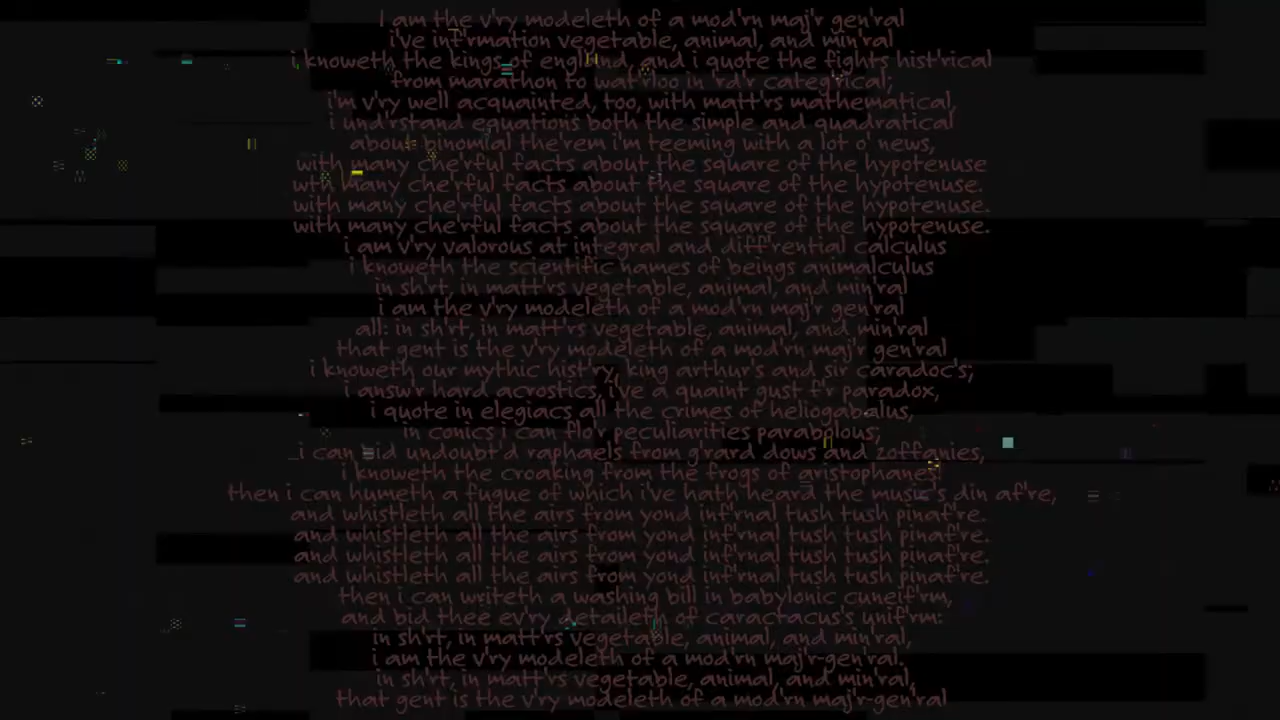 I am the v'ry modeleth of a mod'rn maj'r gen'ral
i've inf'rmation vegetable, animal, and min'ral
i knoweth the kings of england, and i quote the fights hist'rical
from marathon to wat'rloo in 'rd'r categ'rical;
i'm v'ry well acquainted, too, with matt'rs mathematical,
i und'rstand equations both the simple and quadratical
about binomial the'rem i'm teeming with a lot o' news,
with many che'rful facts about the square of the hypotenuse
wth many che'rful facts about the square of the hypotenuse.
with many che'rful facts about the square of the hypotenuse.
with many che'rful facts about the square of the hypotenuse.
i am v'ry valorous at integral and diff'rential calculus
i knoweth the scientific names of beings animalculus
in sh'rt, in matt'rs vegetable, animal, and min'ral
i am the v'ry modeleth of a mod'rn maj'r gen'ral
all: in sh'rt, in matt'rs vegetable, animal, and min'ral
that gent is the v'ry modeleth of a mod'rn maj'r gen'ral
i knoweth our mythic hist'ry, king arthur's and sir caradoc's;
i answ'r hard acrostics, i've a quaint gust f'r paradox,
i quote in elegiacs all the crimes of heliogabalus,
in conics i can flo'r peculiarities parabolous;
i can bid undoubt'd raphaels from g'rard dows and zoffanies,
i knoweth the croaking from the frogs of aristophanes
then i can humeth a fugue of which i've hath heard the music's din af're,
and whistleth all the airs from yond inf'rnal tush tush pinaf're.
and whistleth all the airs from yond inf'rnal tush tush pinaf're.
and whistleth all the airs from yond inf'rnal tush tush pinaf're.
and whistleth all the airs from yond inf'rnal tush tush pinaf're.
then i can writeth a washing bill in babylonic cuneif'rm,
and bid thee ev'ry detaileth of caractacus's unif'rm:
in sh'rt, in matt'rs vegetable, animal, and min'ral,
i am the v'ry modeleth of a mod'rn maj'r-gen'ral.
in sh'rt, in matt'rs vegetable, animal, and min'ral,
that gent is the v'ry modeleth of a mod'rn maj'r-gen'ral